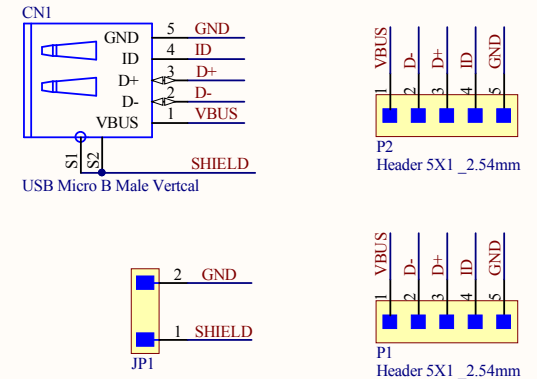 CN1
GND 5 GND
ID 4 ID
D+ 3 D+
D- 2 D-
VBUS 1 VBUS
S1 S2 SHIELD
USB Micro B Male Vertcal
VBUS D- D+ ID GND
1 2 3 4 5
P2
Header 5X1 _2.54mm
2 GND
1 SHIELD
JP1
VBUS D- D+ ID GND
1 2 3 4 5
P1
Header 5X1 _2.54mm